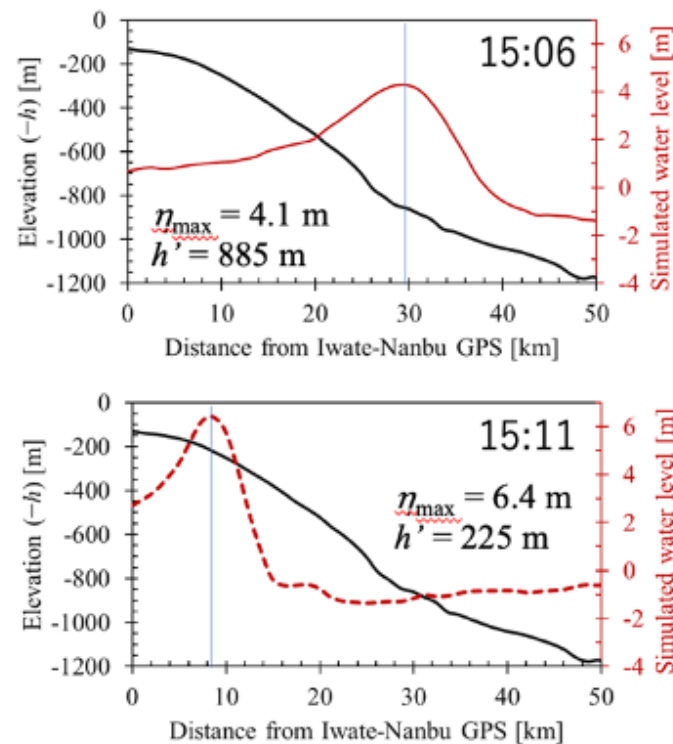 0
-200
-400
-600
-800
-1000
-1200
Elevation (−h) [m]
15:06
ηmax = 4.1 m
h’ = 885 m
6
4
2
0
-2
-4
Simulated water level [m]
0 10 20 30 40 50
Distance from Iwate-Nanbu GPS [km]
0
-200
-400
-600
-800
-1000
-1200
Elevation (−h) [m]
15:11
ηmax = 6.4 m
h’ = 225 m
6
4
2
0
-2
-4
Simulated water level [m]
0 10 20 30 40 50
Distance from Iwate-Nanbu GPS [km]